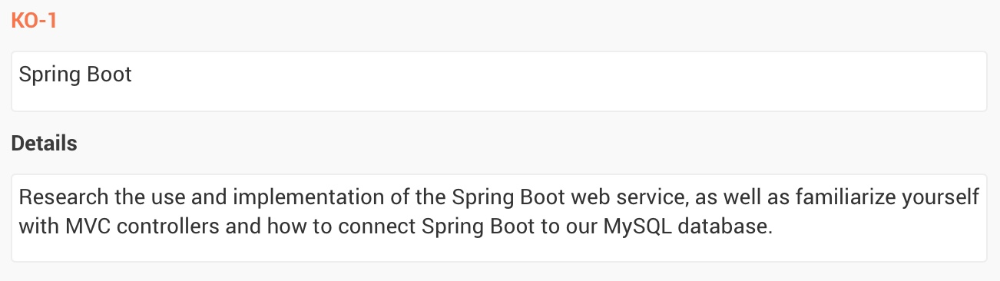 KO-1
Spring Boot
Details
Research the use and implementation of the Spring Boot web service, as well as familiarize yourself
with MVC controllers and how to connect Spring Boot to our MySQL database.